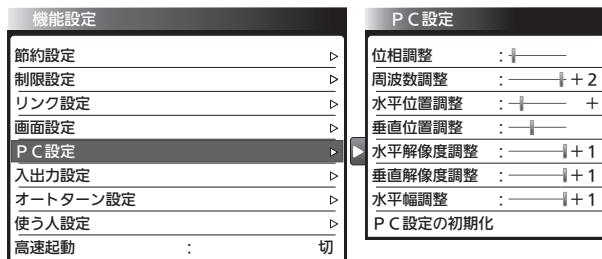 機能設定
節約設定
制限設定
リンク設定
画面設定
PC設定
入出力設定
オートターン設定
使う人設定
高速起動 : 切
PC設定
位相調整 :
周波数調整 : +2
水平位置調整 : +
垂直位置調整 :
水平解像度調整 : +1
垂直解像度調整 : +1
水平幅調整 : +1
PC設定の初期化